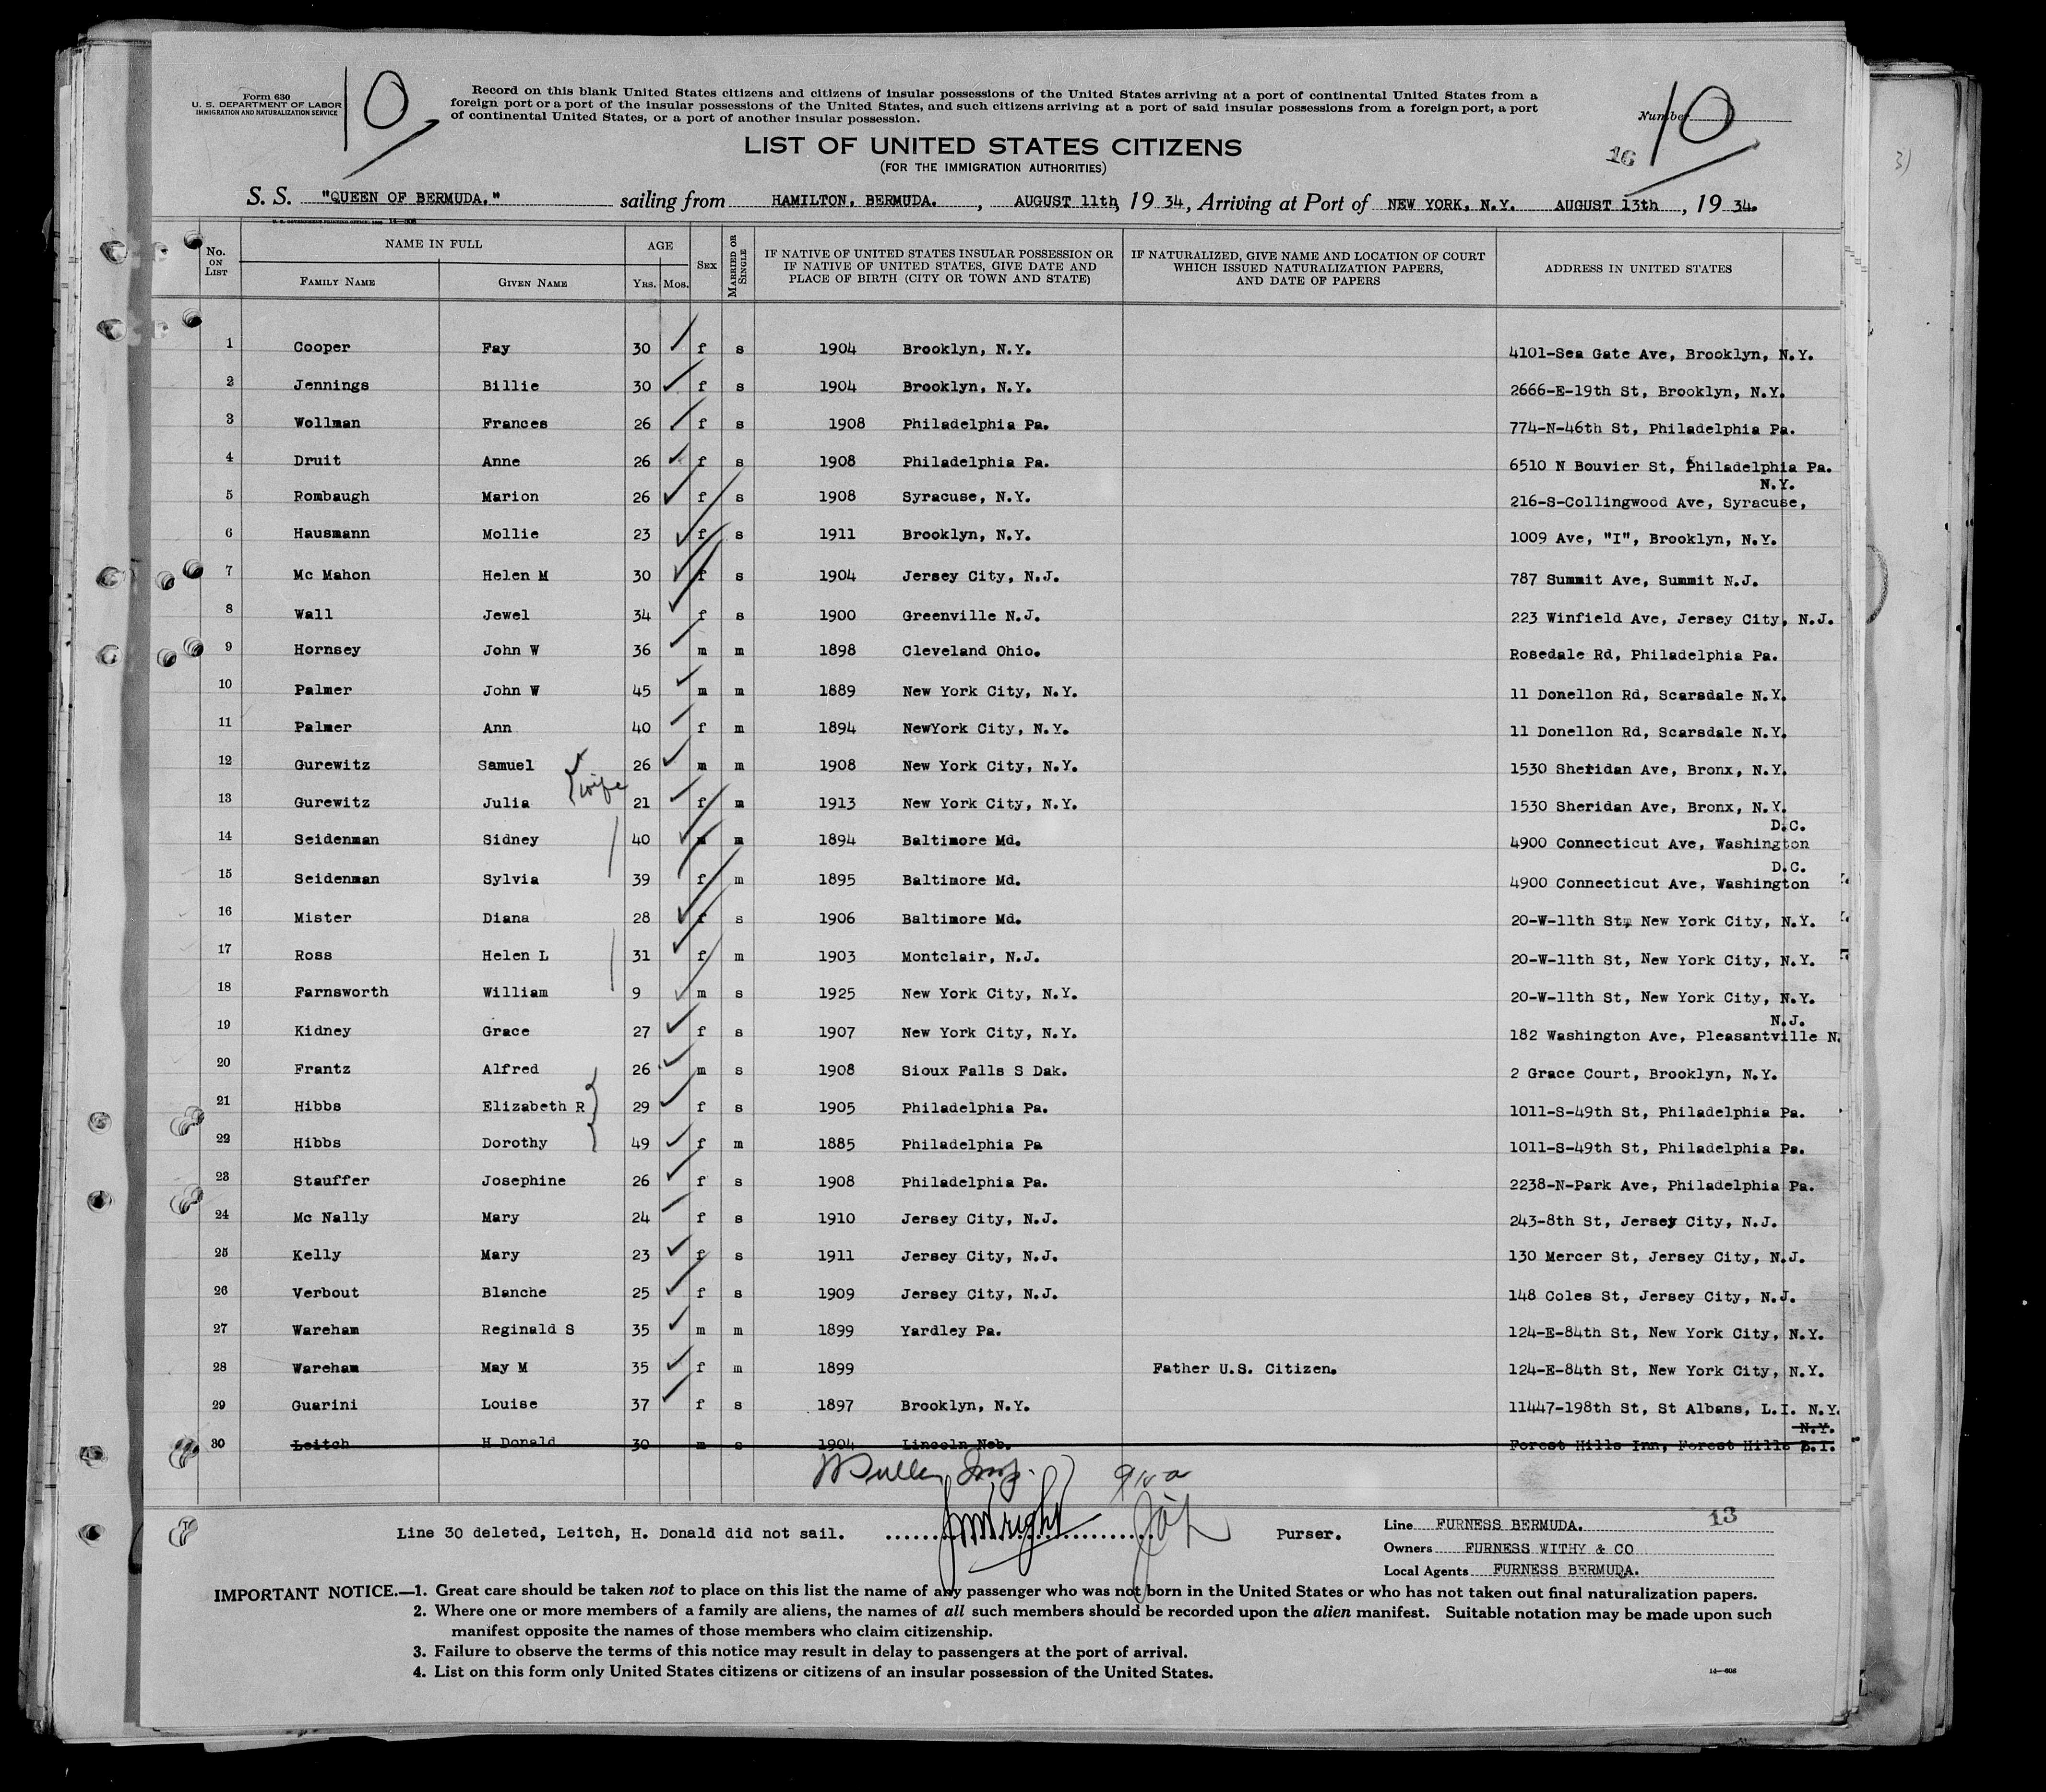 Form 630
U. S. DEPARTMENT OF LABOR
IMMIGRATION AND NATURALIZATION SERVICE
10
Record on this blank United States citizens and citizens of insular possessions of the United States arriving at a port of continental United States from a
foreign port or a port of the insular possessions of the United States, and such citizens arriving at a port of said insular possessions from a foreign port, a port
of continental United States, or a port of another insular possession.
Number 10
16
3)
LIST OF UNITED STATES CITIZENS
(FOR THE IMMIGRATION AUTHORITIES)
S. S. "QUEEN OF BERMUDA." sailing from HAMILTON, BERMUDA. , AUGUST 11th, 19 34, Arriving at Port of NEW YORK, N.Y. AUGUST 13th , 19 34.
No. ON LIST NAME IN FULL FAMILY NAME GIVEN NAME AGE YRS. MOS. SEX MARRIED OR SINGLE IF NATIVE OF UNITED STATES INSULAR POSSESSION OR IF NATIVE OF UNITED STATES, GIVE DATE AND PLACE OF BIRTH (CITY OR TOWN AND STATE) IF NATURALIZED, GIVE NAME AND LOCATION OF COURT WHICH ISSUED NATURALIZATION PAPERS, AND DATE OF PAPERS ADDRESS IN UNITED STATES
1 Cooper Fay 30 f s 1904 Brooklyn, N.Y. 4101-Sea Gate Ave, Brooklyn, N.Y.
2 Jennings Billie 30 f s 1904 Brooklyn, N.Y. 2666-E-19th St, Brooklyn, N.Y.
3 Wollman Frances 26 f s 1908 Philadelphia Pa. 774-N-46th St, Philadelphia Pa.
4 Druit Anne 26 f s 1908 Philadelphia Pa. 6510 N Bouvier St, Philadelphia Pa.
5 Rombaugh Marion 26 f s 1908 Syracuse, N.Y. 216-S-Collingwood Ave, Syracuse, N.Y.
6 Hausmann Mollie 23 f s 1911 Brooklyn, N.Y. 1009 Ave, "I", Brooklyn, N.Y.
7 Mc Mahon Helen M 30 f s 1904 Jersey City, N.J. 787 Summit Ave, Summit N.J.
8 Wall Jewel 34 f s 1900 Greenville N.J. 223 Winfield Ave, Jersey City, N.J.
9 Hornsey John W 36 m m 1898 Cleveland Ohio. Rosedale Rd, Philadelphia Pa.
10 Palmer John W 45 m m 1889 New York City, N.Y. 11 Donellon Rd, Scarsdale N.Y.
11 Palmer Ann 40 f m 1894 NewYork City, N.Y. 11 Donellon Rd, Scarsdale N.Y.
12 Gurewitz Samuel 26 m m 1908 New York City, N.Y. 1530 Sheridan Ave, Bronx, N.Y.
wife
13 Gurewitz Julia 21 f m 1913 New York City, N.Y. 1530 Sheridan Ave, Bronx, N.Y.
14 Seidenman Sidney 40 m m 1894 Baltimore Md. 4900 Connecticut Ave, Washington D.C.
15 Seidenman Sylvia 39 f m 1895 Baltimore Md. 4900 Connecticut Ave, Washington D.C.
16 Mister Diana 28 f s 1906 Baltimore Md. 20-W-11th St, New York City, N.Y.
17 Ross Helen L 31 f m 1903 Montclair, N.J. 20-W-11th St, New York City, N.Y.
18 Farnsworth William 9 m s 1925 New York City, N.Y. 20-W-11th St, New York City, N.Y.
19 Kidney Grace 27 f s 1907 New York City, N.Y. 182 Washington Ave, Pleasantville N. N.J.
20 Frantz Alfred 26 m s 1908 Sioux Falls S Dak. 2 Grace Court, Brooklyn, N.Y.
21 Hibbs Elizabeth R 29 f s 1905 Philadelphia Pa. 1011-S-49th St, Philadelphia Pa.
22 Hibbs Dorothy 49 f m 1885 Philadelphia Pa 1011-S-49th St, Philadelphia Pa.
23 Stauffer Josephine 26 f s 1908 Philadelphia Pa. 2238-N-Park Ave, Philadelphia Pa.
24 Mc Nally Mary 24 f s 1910 Jersey City, N.J. 243-8th St, Jersey City, N.J.
25 Kelly Mary 23 f s 1911 Jersey City, N.J. 130 Mercer St, Jersey City, N.J.
26 Verbout Blanche 25 f s 1909 Jersey City, N.J. 148 Coles St, Jersey City, N.J.
27 Wareham Reginald S 35 m m 1899 Yardley Pa. 124-E-84th St, New York City, N.Y.
28 Wareham May M 35 f m 1899 Father U.S. Citizen. 124-E-84th St, New York City, N.Y.
29 Guarini Louise 37 f s 1897 Brooklyn, N.Y. 11447-198th St, St Albans, L.I. N.Y.
30 Leitch H Donald 30 m s 1904 Lincoln Neb. Forest Hills Inn, Forest Hills L.I. N.Y.
Line 30 deleted, Leitch, H. Donald did not sail. JM Wright Purser.
13
Line FURNESS BERMUDA.
Owners FURNESS WITHY & CO
Local Agents FURNESS BERMUDA.
IMPORTANT NOTICE.—1. Great care should be taken not to place on this list the name of any passenger who was not born in the United States or who has not taken out final naturalization papers.
2. Where one or more members of a family are aliens, the names of all such members should be recorded upon the alien manifest. Suitable notation may be made upon such
manifest opposite the names of those members who claim citizenship.
3. Failure to observe the terms of this notice may result in delay to passengers at the port of arrival.
4. List on this form only United States citizens or citizens of an insular possession of the United States.
14—608